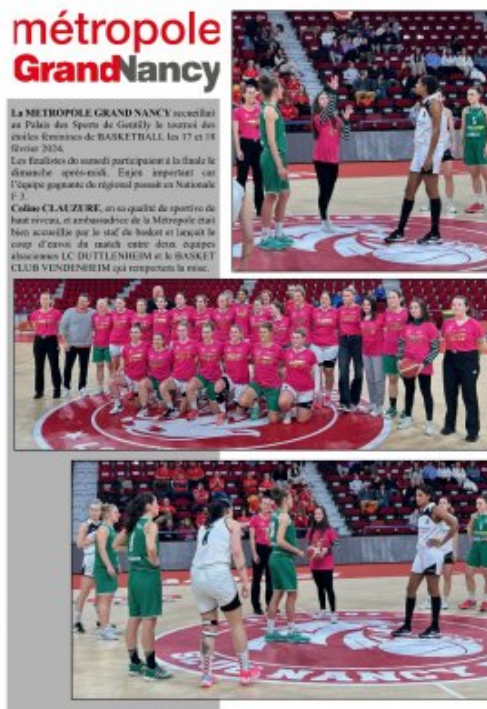 métropole
GrandNancy
La METROPOLE GRAND NANCY accueillait
au Palais des Sports de Gentilly le tournoi des
étoiles féminines de BASKETBALL les 17 et 18
février 2024.
Les finalistes du samedi participaient à la finale le
dimanche après-midi. Enjeu important car
l'équipe gagnante du régional passait en Nationale
F 3.
Coline CLAUZURE, en sa qualité de sportive de
haut niveau, et ambassadrice de la Métropole était
bien accueillie par le staf du basket et lançait le
coup d'envoi du match entre deux équipes
alsaciennes LC DUTTLENHEIM et le BASKET
CLUB VENDENHEIM qui remportera la mise.
NANCY